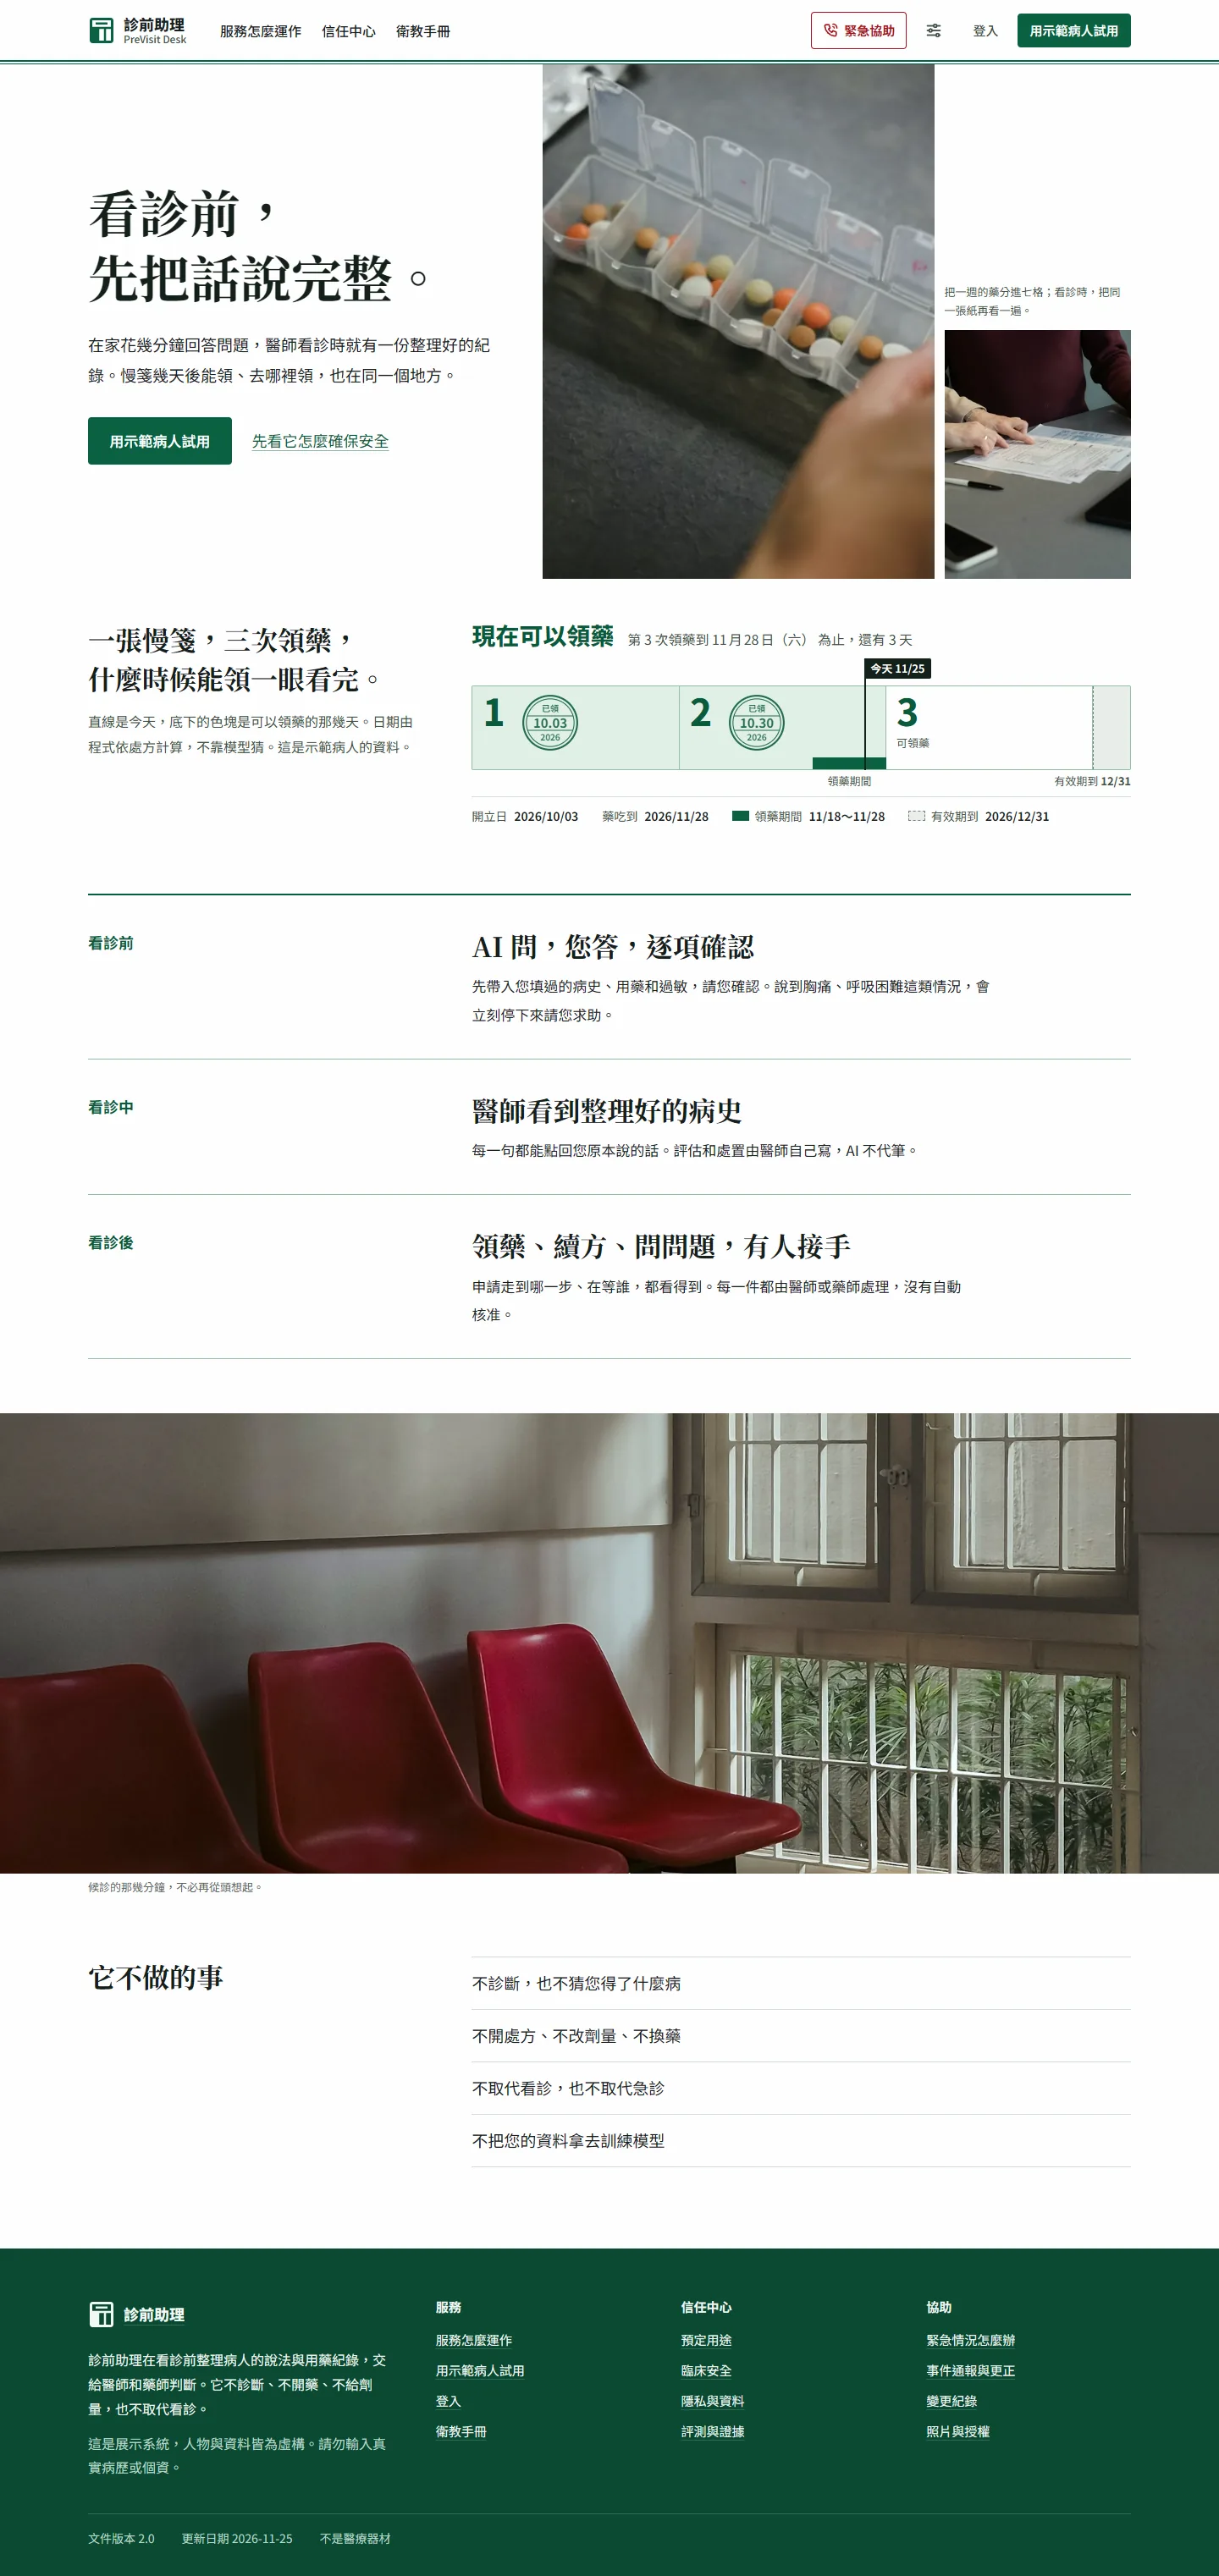 診前助理
PreVisit Desk
服務怎麼運作
信任中心
衛教手冊
緊急協助
登入
用示範病人試用
看診前，
先把話說完整。
在家花幾分鐘回答問題，醫師看診時就有一份整理好的紀
錄。慢箋幾天後能領、去哪裡領，也在同一個地方。
用示範病人試用
先看它怎麼確保安全
把一週的藥分進七格；看診時，把同
一張紙再看一遍。
一張慢箋，三次領藥，
什麼時候能領一眼看完。
直線是今天，底下的色塊是可以領藥的那幾天。日期由
程式依處方計算，不靠模型猜。這是示範病人的資料。
現在可以領藥
第 3 次領藥到 11月28日（六） 為止，還有 3 天
今天 11/25
1
已領
10.03
2026
2
已領
10.30
2026
3
可領藥
領藥期間
有效期到 12/31
開立日 2026/10/03
藥吃到 2026/11/28
領藥期間 11/18～11/28
有效期到 2026/12/31
看診前
AI 問，您答，逐項確認
先帶入您填過的病史、用藥和過敏，請您確認。說到胸痛、呼吸困難這類情況，會
立刻停下來請您求助。
看診中
醫師看到整理好的病史
每一句都能點回您原本說的話。評估和處置由醫師自己寫，AI 不代筆。
看診後
領藥、續方、問問題，有人接手
申請走到哪一步、在等誰，都看得到。每一件都由醫師或藥師處理，沒有自動
核准。
候診的那幾分鐘，不必再從頭想起。
它不做的事
不診斷，也不猜您得了什麼病
不開處方、不改劑量、不換藥
不取代看診，也不取代急診
不把您的資料拿去訓練模型
診前助理
診前助理在看診前整理病人的說法與用藥紀錄，交
給醫師和藥師判斷。它不診斷、不開藥、不給劑
量，也不取代看診。
這是展示系統，人物與資料皆為虛構。請勿輸入真
實病歷或個資。
服務
服務怎麼運作
用示範病人試用
登入
衛教手冊
信任中心
預定用途
臨床安全
隱私與資料
評測與證據
協助
緊急情況怎麼辦
事件通報與更正
變更紀錄
照片與授權
文件版本 2.0
更新日期 2026-11-25
不是醫療器材